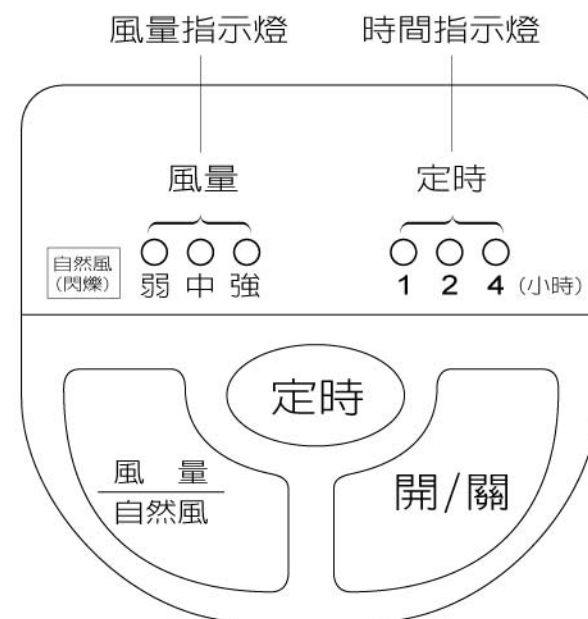 風量指示燈 時間指示燈
風量 定時
自然風
(閃爍)
弱 中 強 1 2 4 (小時)
定時
風量
自然風
開/關